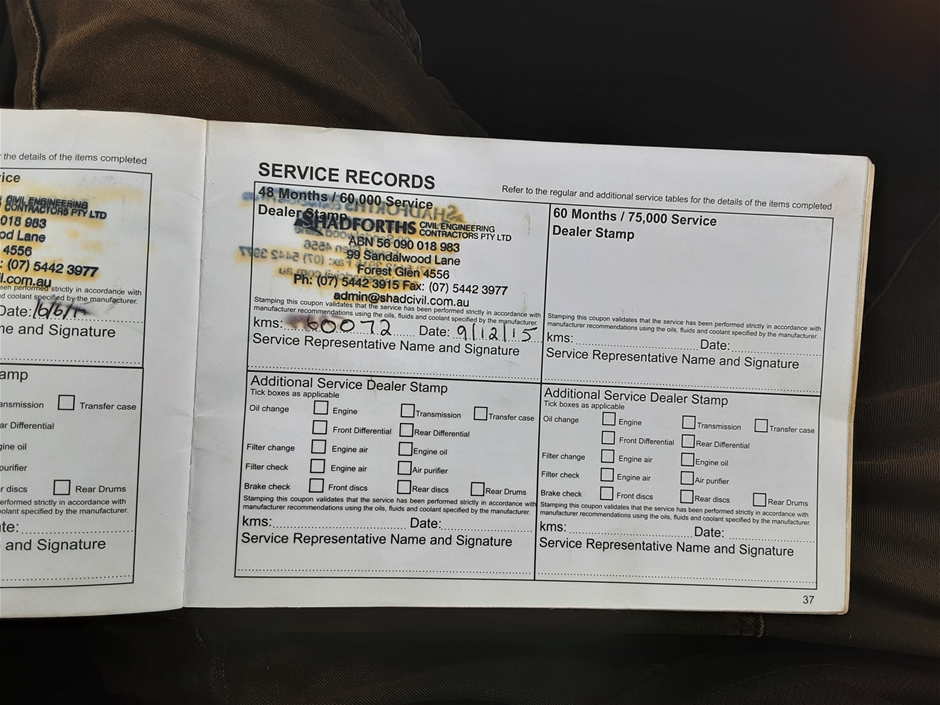 the details of the items completed
CIVIL ENGINEERING
CONTRACTORS PTY LTD
018 983
od Lane
4556
: (07) 5442 3977
il.com.au
been performed strictly in accordance with
nd coolant specified by the manufacturer.
Date:
me and Signature
amp
ansmission Transfer case
ar Differential
gine oil
purifier
r discs Rear Drums
erformed strictly in accordance with
olant specified by the manufacturer.
te:
and Signature
SERVICE RECORDS
Refer to the regular and additional service tables for the details of the items completed
48 Months / 60,000 Service
Dealer Stamp
SHADFORTHS CIVIL ENGINEERING
CONTRACTORS PTY LTD
ABN 56 090 018 983
99 Sandalwood Lane
Forest Glen 4556
Ph: (07) 5442 3915 Fax: (07) 5442 3977
admin@shadcivil.com.au
Stamping this coupon validates that the service has been performed strictly in accordance with
manufacturer recommendations using the oils, fluids and coolant specified by the manufacturer.
kms: 60072 Date: 9/12/15
Service Representative Name and Signature
60 Months / 75,000 Service
Dealer Stamp
Stamping this coupon validates that the service has been performed strictly in accordance with
manufacturer recommendations using the oils, fluids and coolant specified by the manufacturer.
kms: Date:
Service Representative Name and Signature
Additional Service Dealer Stamp
Tick boxes as applicable
Oil change Engine Transmission Transfer case
Front Differential Rear Differential
Filter change Engine air Engine oil
Filter check Engine air Air purifier
Brake check Front discs Rear discs Rear Drums
Stamping this coupon validates that the service has been performed strictly in accordance with
manufacturer recommendations using the oils, fluids and coolant specified by the manufacturer.
kms: Date:
Service Representative Name and Signature
Additional Service Dealer Stamp
Tick boxes as applicable
Oil change Engine Transmission Transfer case
Front Differential Rear Differential
Filter change Engine air Engine oil
Filter check Engine air Air purifier
Brake check Front discs Rear discs Rear Drums
Stamping this coupon validates that the service has been performed strictly in accordance with
manufacturer recommendations using the oils, fluids and coolant specified by the manufacturer.
kms: Date:
Service Representative Name and Signature
37